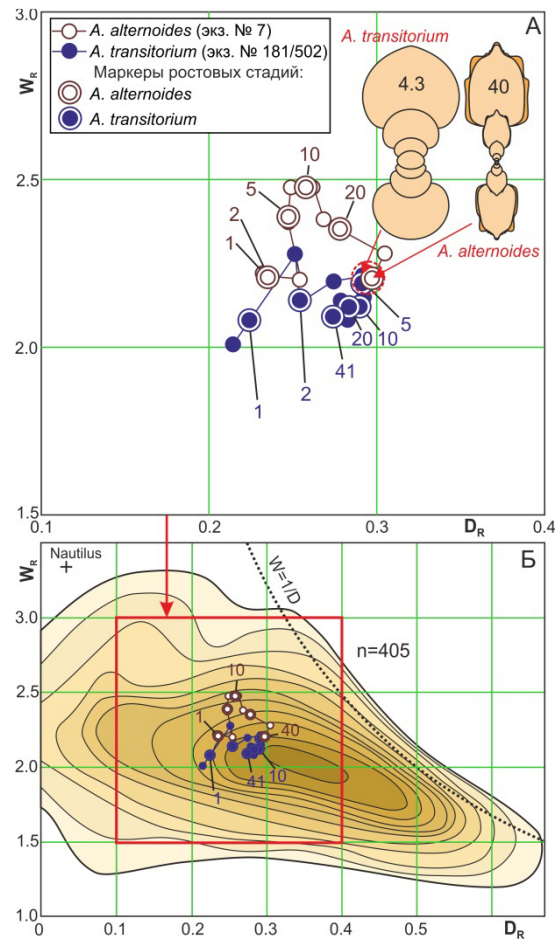 3.0
2.5
2.0
1.5
W_R
A
A. alternoides (экз. № 7)
A. transitorium (экз. № 181/502)
Маркеры ростовых стадий:
A. alternoides
A. transitorium
A. transitorium
4.3
40
A. alternoides
10
5
20
2
1
5
20
10
41
2
1
0.1
0.2
0.3
0.4
D_R
W_R
Nautilus
+
Б
W=1/D
n=405
3.0
2.5
2.0
1.5
1.0
10
1
40
10
41
1
0
0.1
0.2
0.3
0.4
0.5
D_R